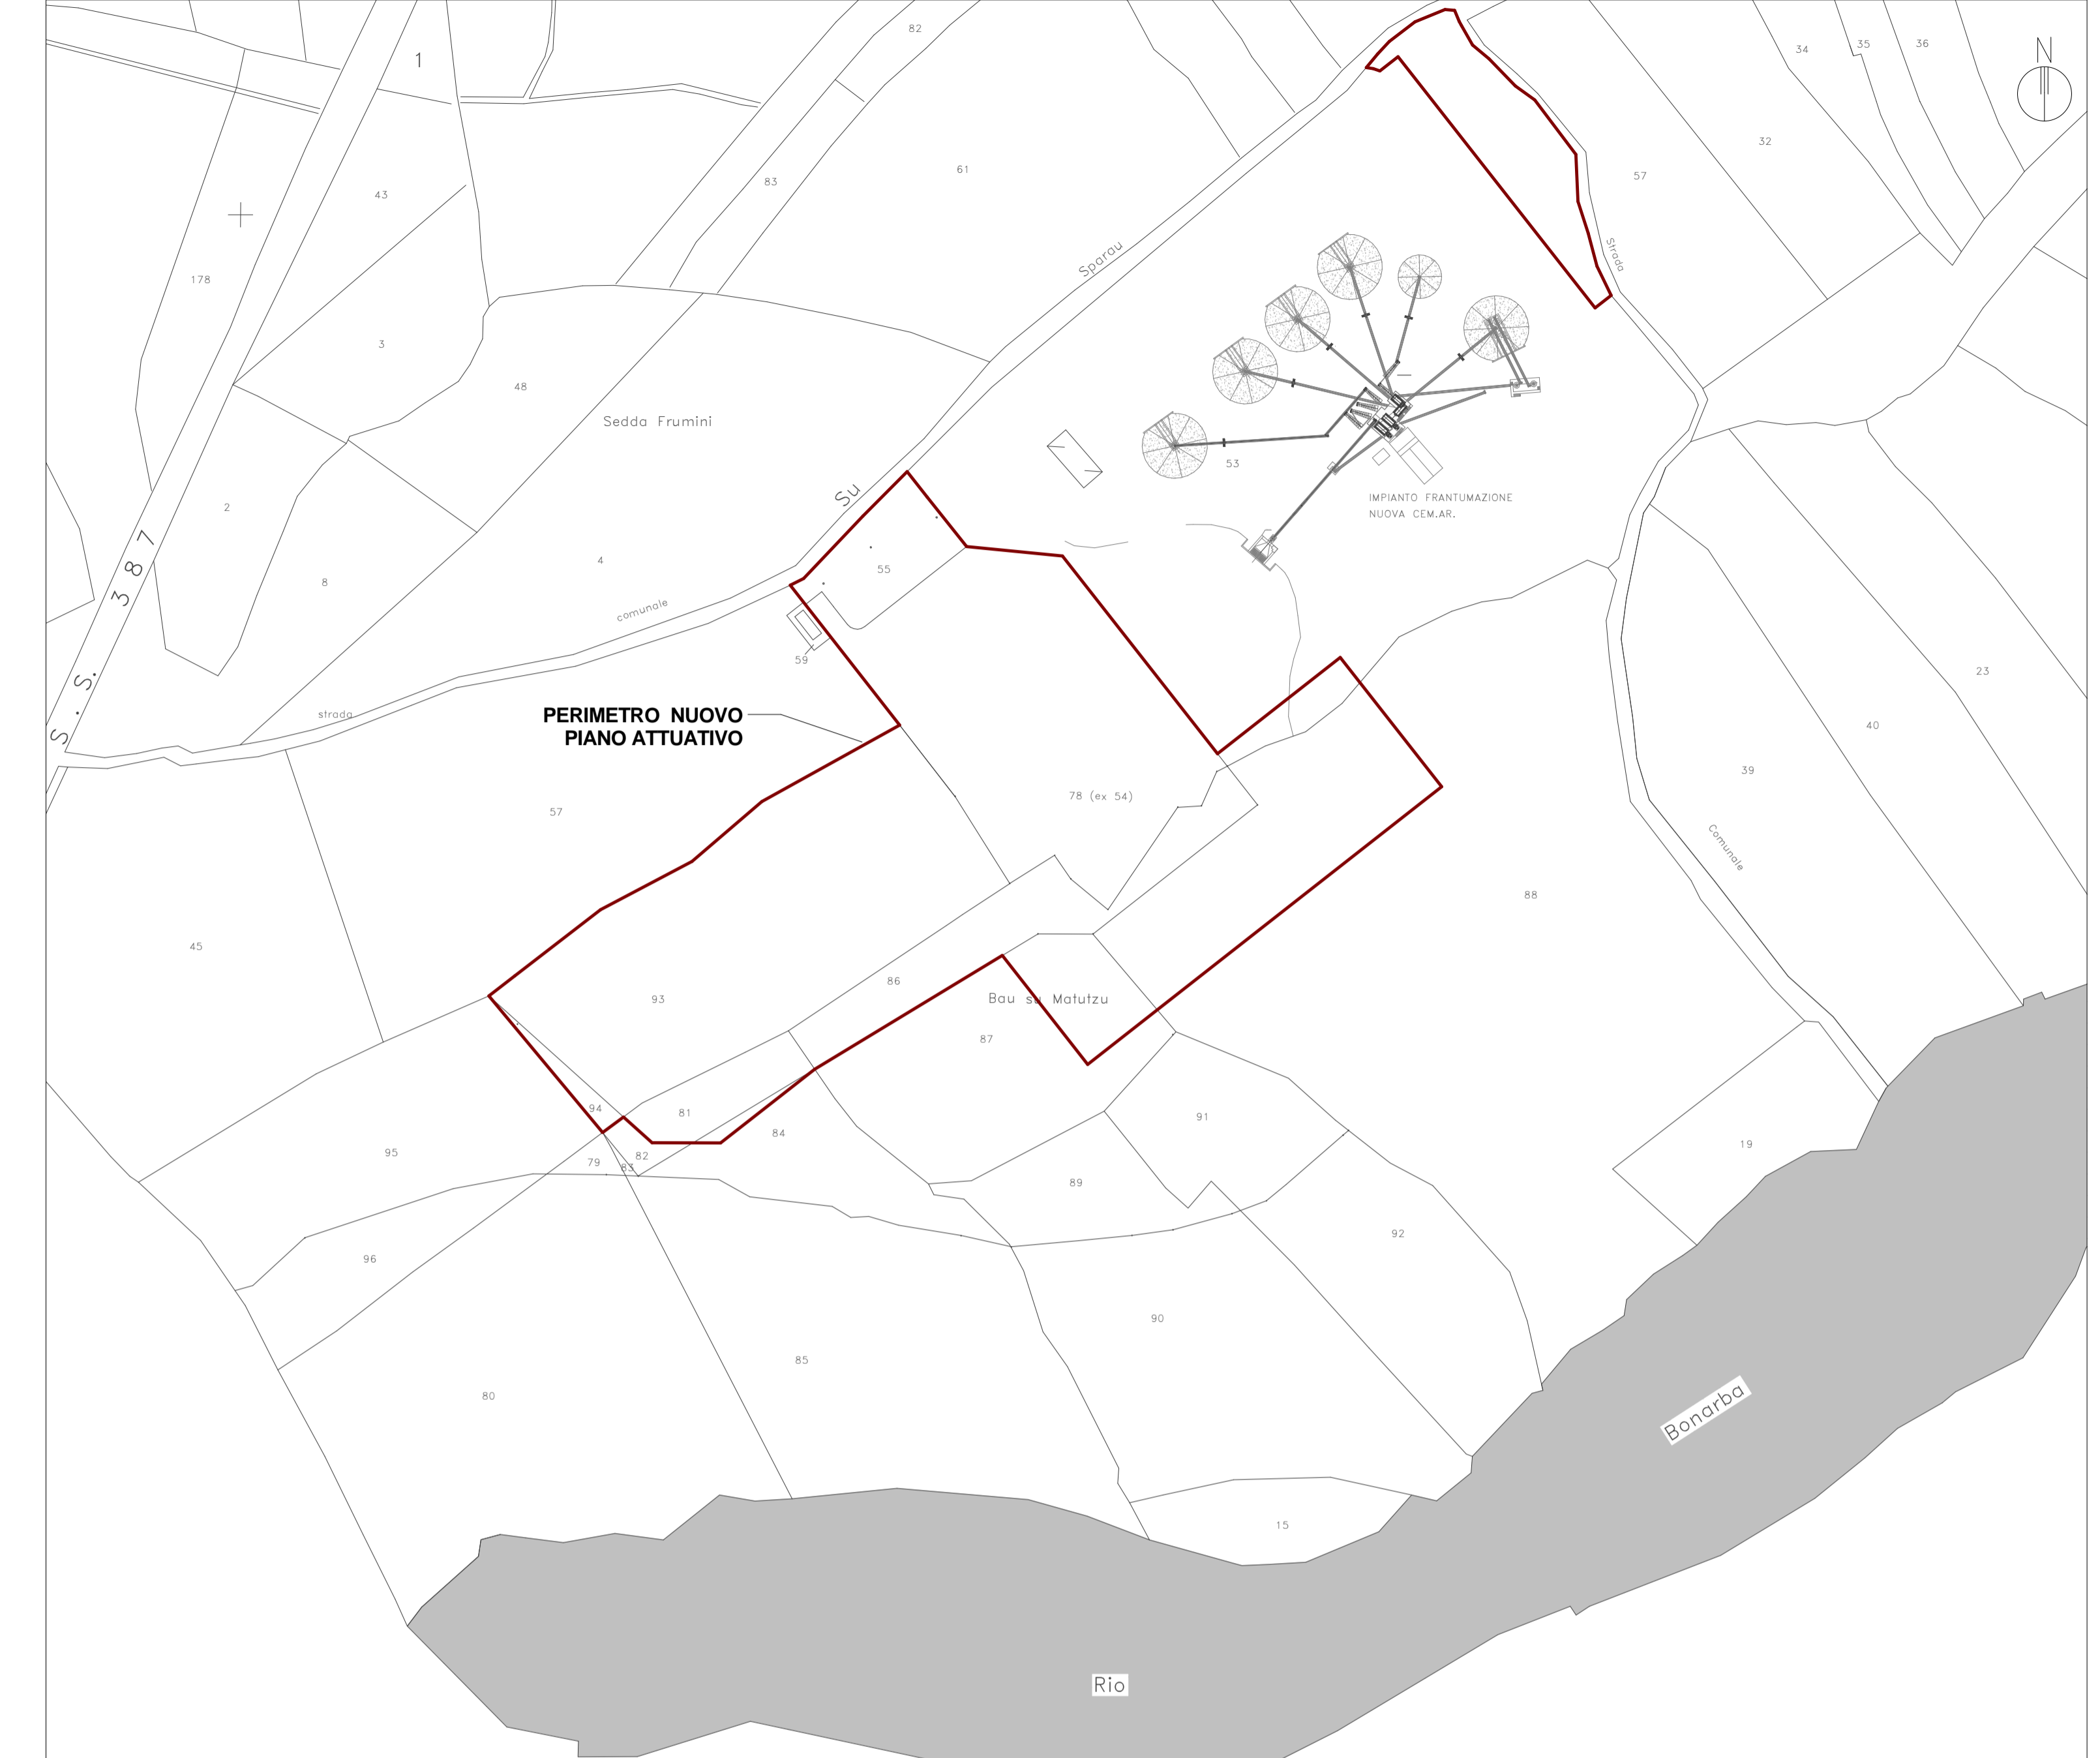 82
34
35
36
N
1
32
83
61
57
43
Strada
Sparau
178
3
48
Sedda Frumini
53
IMPIANTO FRANTUMAZIONE
NUOVA CEM.AR.
Su
2
S . S. 387
8
4
55
comunale
59
23
strada
PERIMETRO NUOVO
PIANO ATTUATIVO
40
39
78 (ex 54)
57
Comunale
88
45
86
93
Bau su Matutzu
87
94
81
91
84
19
95
82
79
83
89
92
96
90
85
80
Bonarba
15
Rio